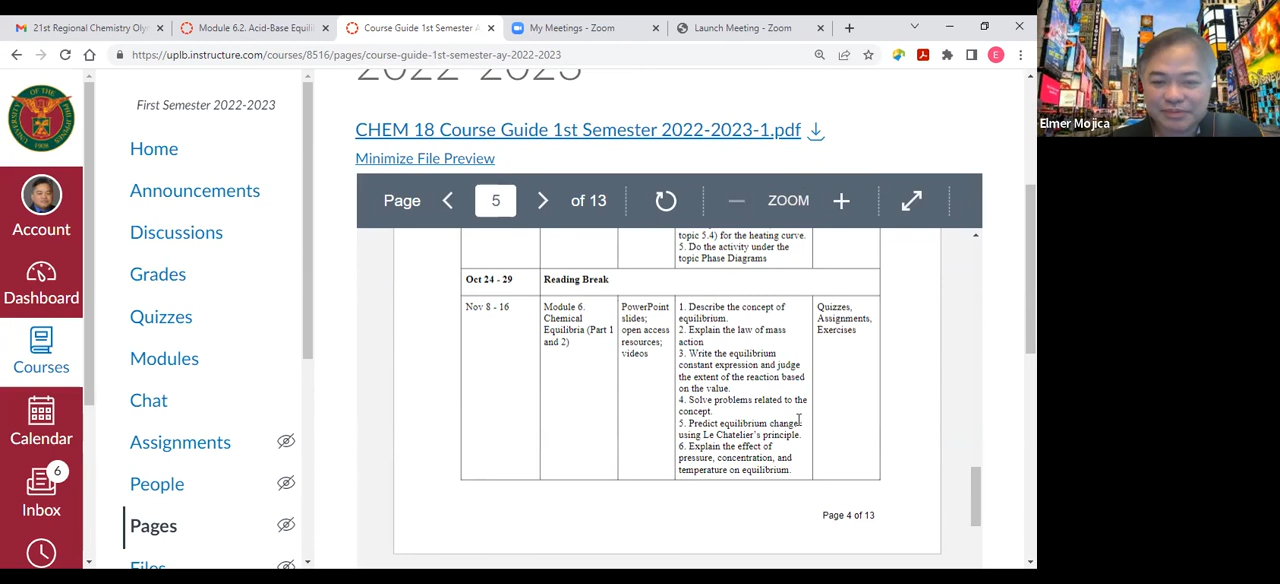 21st Regional Chemistry Oly
Module 6.2. Acid-Base Equili
Course Guide 1st Semester A
My Meetings - Zoom
Launch Meeting - Zoom
https://uplb.instructure.com/courses/8516/pages/course-guide-1st-semester-ay-2022-2023
E
Elmer Mojica
Account
Dashboard
Courses
Calendar
6
Inbox
First Semester 2022-2023
Home
Announcements
Discussions
Grades
Quizzes
Modules
Chat
Assignments
People
Pages
Files
2022-2023
CHEM 18 Course Guide 1st Semester 2022-2023-1.pdf
Minimize File Preview
Page 5 of 13 ZOOM
topic 5.4) for the heating curve.
5. Do the activity under the
topic Phase Diagrams
Oct 24 - 29
Reading Break
Nov 8 - 16
Module 6.
Chemical
Equilibria (Part 1
and 2)
PowerPoint
slides;
open access
resources;
videos
1. Describe the concept of
equilibrium.
2. Explain the law of mass
action
3. Write the equilibrium
constant expression and judge
the extent of the reaction based
on the value.
4. Solve problems related to the
concept.
5. Predict equilibrium changes
using Le Chatelier's principle.
6. Explain the effect of
pressure, concentration, and
temperature on equilibrium.
Quizzes,
Assignments,
Exercises
Page 4 of 13